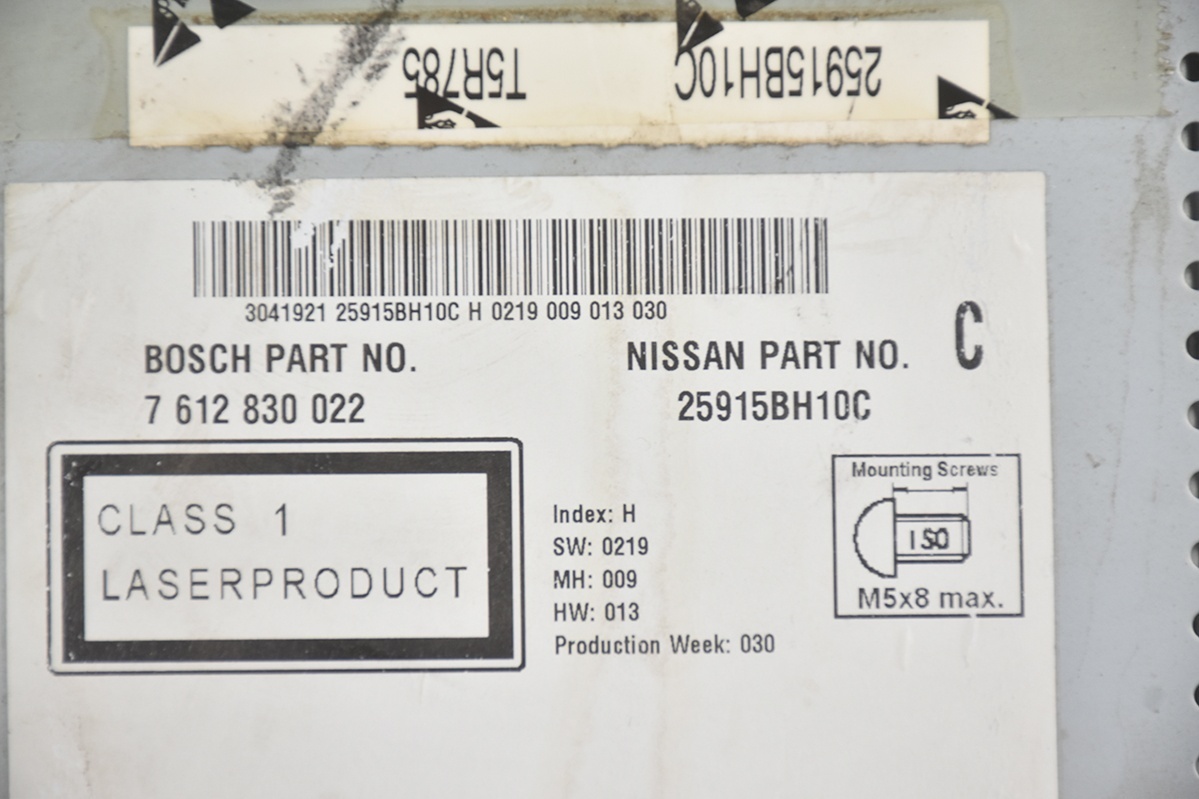 T5R785 25915BH10C
3041921 25915BH10C H 0219 009 013 030
BOSCH PART NO.
7 612 830 022
NISSAN PART NO.
25915BH10C
C
CLASS 1
LASERPRODUCT
Index: H
SW: 0219
MH: 009
HW: 013
Production Week: 030
Mounting Screws
ISO
M5x8 max.